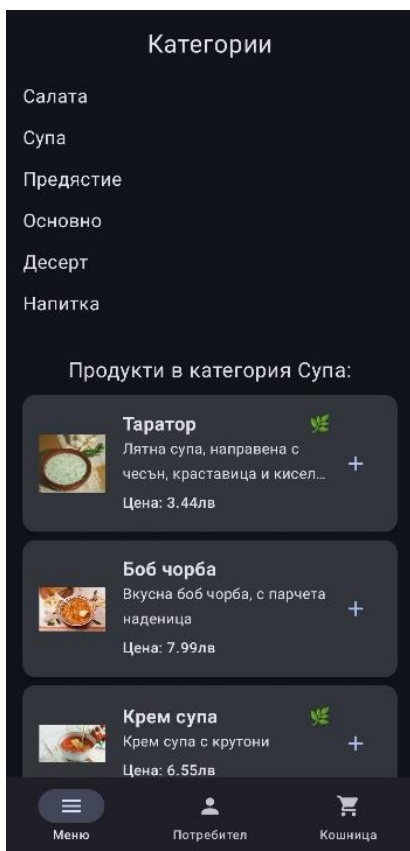 Категории
Салата
Супа
Предястие
Основно
Десерт
Напитка
Продукти в категория Супа:
Таратор
Лятна супа, направена с
чесън, краставица и кисел...
Цена: 3.44лв
Боб чорба
Вкусна боб чорба, с парчета
наденица
Цена: 7.99лв
Крем супа
Крем супа с крутони
Цена: 6.55лв
Меню
Потребител
Кошница